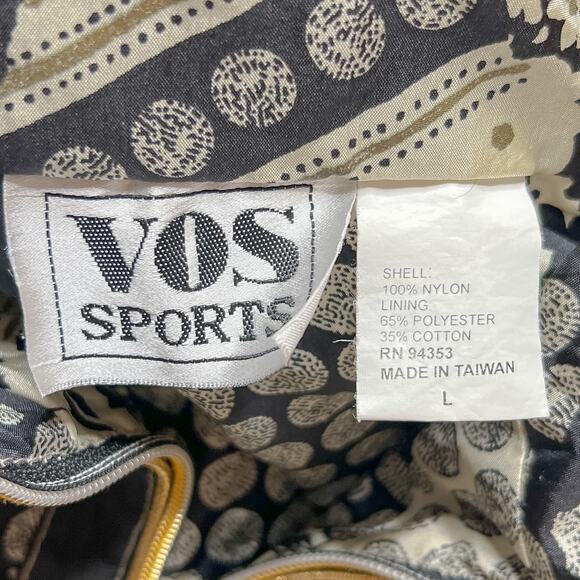 VOS
SPORTS
SHELL:
100% NYLON
LINING
65% POLYESTER
35% COTTON
RN 94353
MADE IN TAIWAN
L